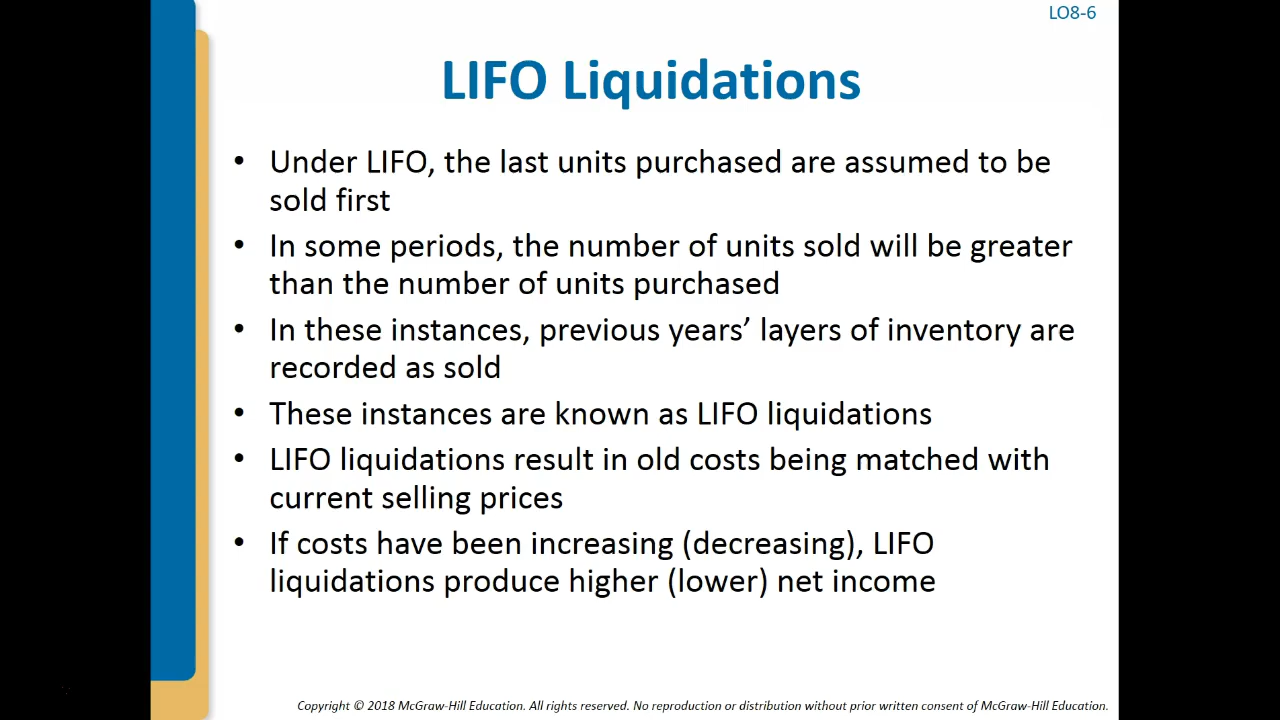 LO8-6
LIFO Liquidations
• Under LIFO, the last units purchased are assumed to be
sold first
• In some periods, the number of units sold will be greater
than the number of units purchased
• In these instances, previous years’ layers of inventory are
recorded as sold
• These instances are known as LIFO liquidations
• LIFO liquidations result in old costs being matched with
current selling prices
• If costs have been increasing (decreasing), LIFO
liquidations produce higher (lower) net income
Copyright © 2018 McGraw-Hill Education. All rights reserved. No reproduction or distribution without prior written consent of McGraw-Hill Education.